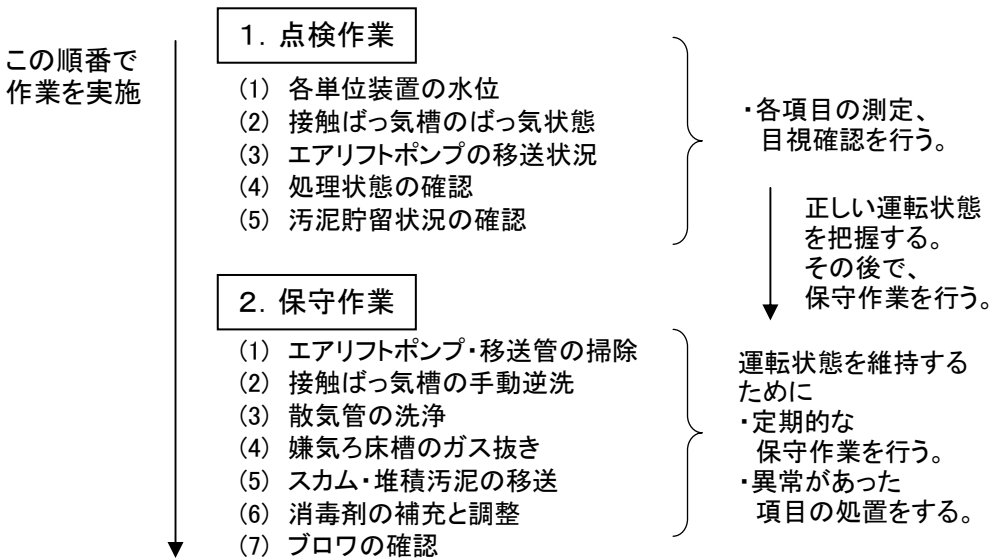 この順番で
作業を実施
１．点検作業
(1) 各単位装置の水位
(2) 接触ばっ気槽のばっ気状態
(3) エアリフトポンプの移送状況
(4) 処理状態の確認
(5) 汚泥貯留状況の確認
・各項目の測定、
目視確認を行う。
正しい運転状態
を把握する。
その後で、
保守作業を行う。
２．保守作業
(1) エアリフトポンプ・移送管の掃除
(2) 接触ばっ気槽の手動逆洗
(3) 散気管の洗浄
(4) 嫌気ろ床槽のガス抜き
(5) スカム・堆積汚泥の移送
(6) 消毒剤の補充と調整
(7) ブロワの確認
運転状態を維持する
ために
・定期的な
保守作業を行う。
・異常があった
項目の処置をする。